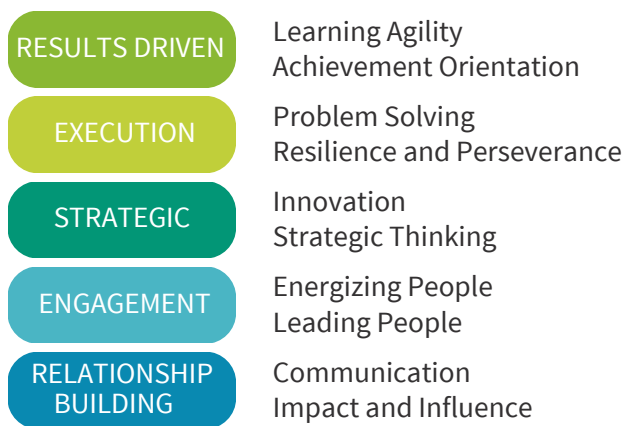 RESULTS DRIVEN
Learning Agility
Achievement Orientation
EXECUTION
Problem Solving
Resilience and Perseverance
STRATEGIC
Innovation
Strategic Thinking
ENGAGEMENT
Energizing People
Leading People
RELATIONSHIP
BUILDING
Communication
Impact and Influence